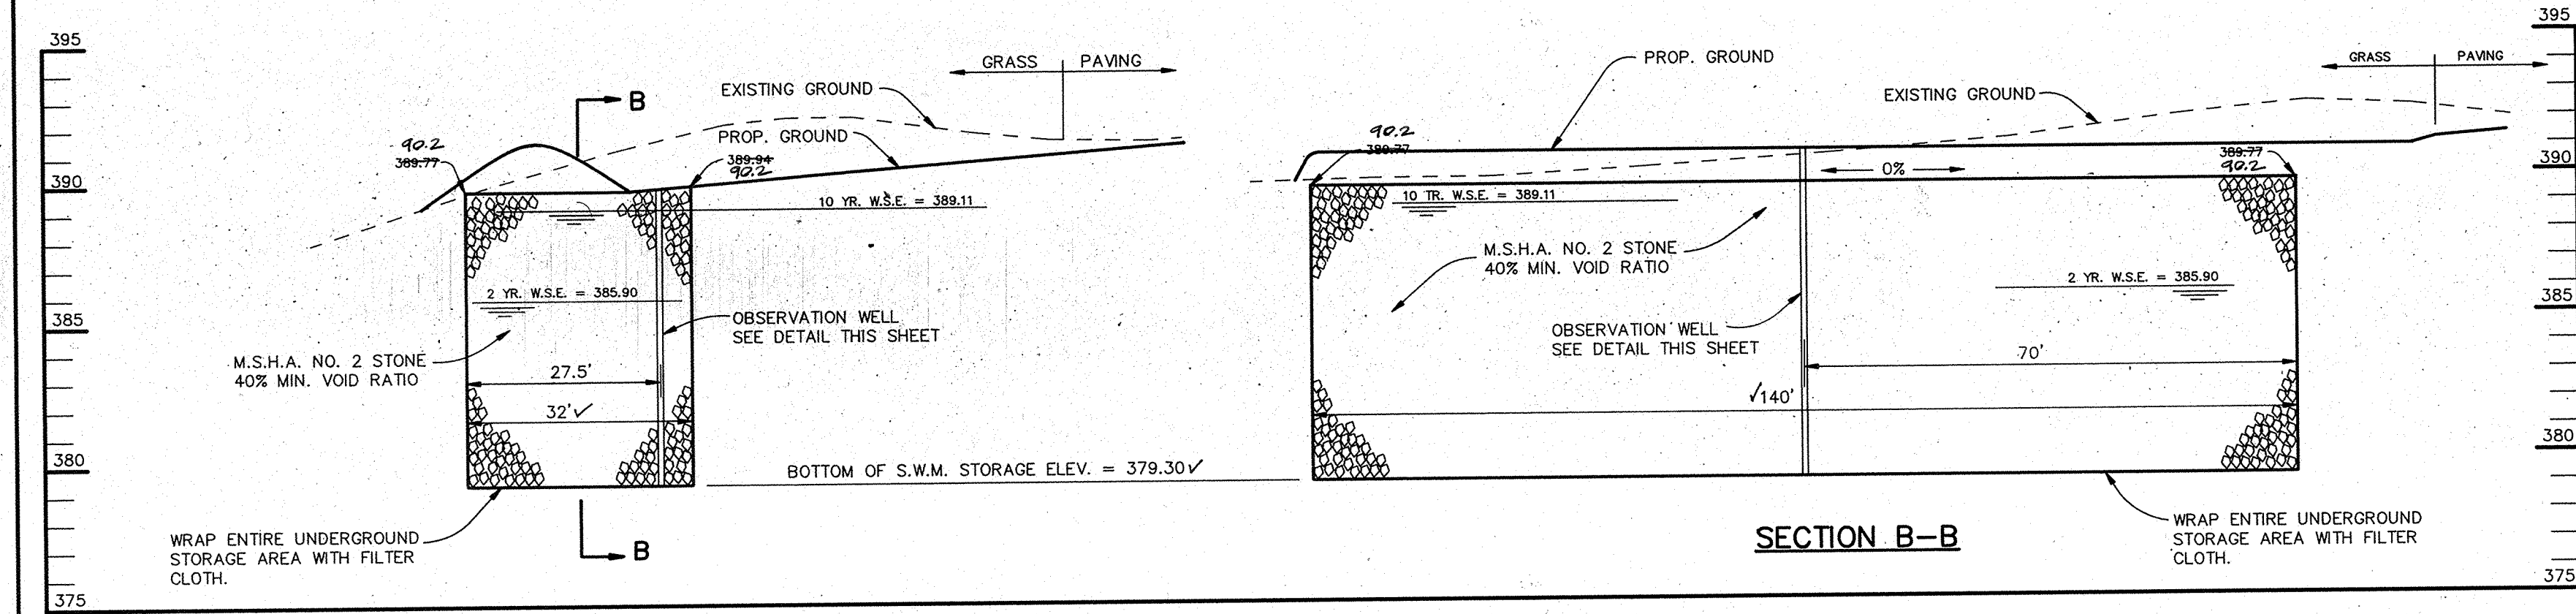 395
390
385
380
375
GRASS
PAVING
EXISTING GROUND
B
PROP. GROUND
90.2
389.77
389.94
90.2
10 YR. W.S.E. = 389.11
2 YR. W.S.E. = 385.90
OBSERVATION WELL
SEE DETAIL THIS SHEET
M.S.H.A. NO. 2 STONE
40% MIN. VOID RATIO
27.5'
32'✓
BOTTOM OF S.W.M. STORAGE ELEV. = 379.30✓
WRAP ENTIRE UNDERGROUND
STORAGE AREA WITH FILTER
CLOTH.
B
PROP. GROUND
GRASS
PAVING
EXISTING GROUND
90.2
389.77
0%
389.77
90.2
10 TR. W.S.E. = 389.11
M.S.H.A. NO. 2 STONE
40% MIN. VOID RATIO
2 YR. W.S.E. = 385.90
OBSERVATION WELL
SEE DETAIL THIS SHEET
70'
✓140'
SECTION B-B
WRAP ENTIRE UNDERGROUND
STORAGE AREA WITH FILTER
CLOTH.
395
390
385
380
375